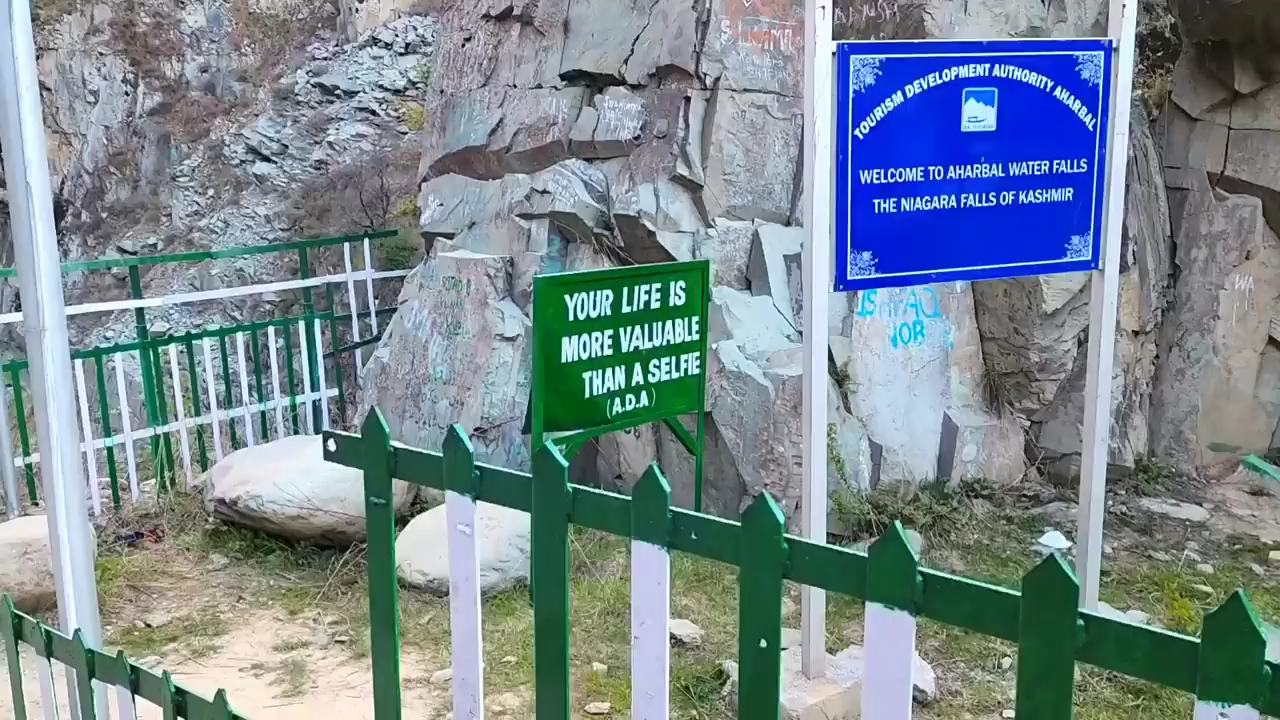 TOURISM DEVELOPMENT AUTHORITY AHARBAL
WELCOME TO AHARBAL WATER FALLS
THE NIAGARA FALLS OF KASHMIR
YOUR LIFE IS
MORE VALUABLE
THAN A SELFIE
(A.D.A)